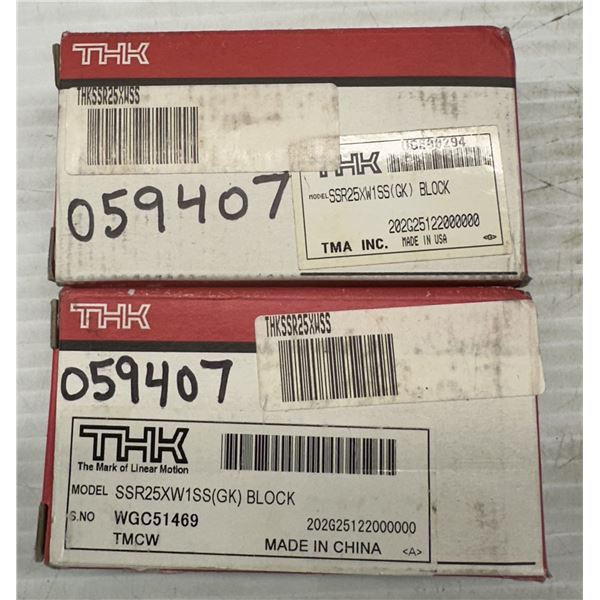 THK
THKSSR25XWSS
059407
THK
MODEL SSR25XW1SS(GK) BLOCK
202G25122000000
TMA INC. MADE IN USA <G>
THK
THKSSR25XWSS
059407
THK
The Mark of Linear Motion
MODEL SSR25XW1SS(GK) BLOCK
S.NO WGC51469
202G25122000000
TMCW MADE IN CHINA <A>